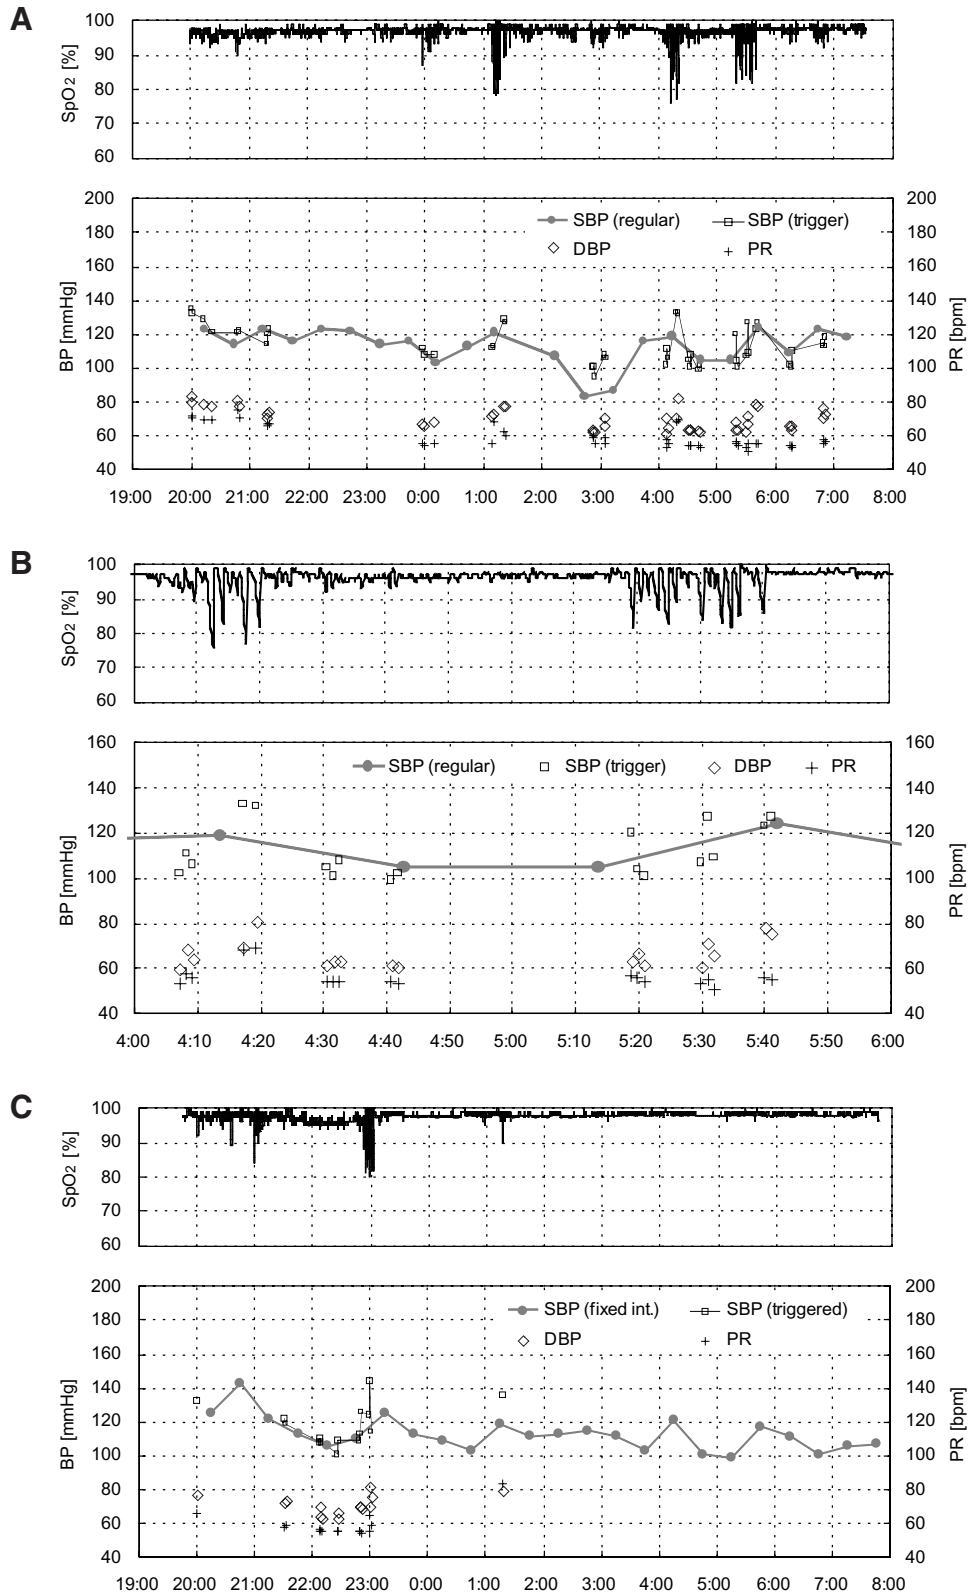 A
SpO2 [%]
100
90
80
70
60
BP [mmHg]
200
180
160
140
120
100
80
60
40
SBP (regular)
SBP (trigger)
DBP
PR
PR [bpm]
200
180
160
140
120
100
80
60
40
19:00 20:00 21:00 22:00 23:00 0:00 1:00 2:00 3:00 4:00 5:00 6:00 7:00 8:00
B
SpO2 [%]
100
90
80
70
60
BP [mmHg]
160
140
120
100
80
60
40
SBP (regular)
SBP (trigger)
DBP
PR
PR [bpm]
160
140
120
100
80
60
40
4:00 4:10 4:20 4:30 4:40 4:50 5:00 5:10 5:20 5:30 5:40 5:50 6:00
C
SpO2 [%]
100
90
80
70
60
BP [mmHg]
200
180
160
140
120
100
80
60
40
SBP (fixed int.)
SBP (triggered)
DBP
PR
PR [bpm]
200
180
160
140
120
100
80
60
40
19:00 20:00 21:00 22:00 23:00 0:00 1:00 2:00 3:00 4:00 5:00 6:00 7:00 8:00